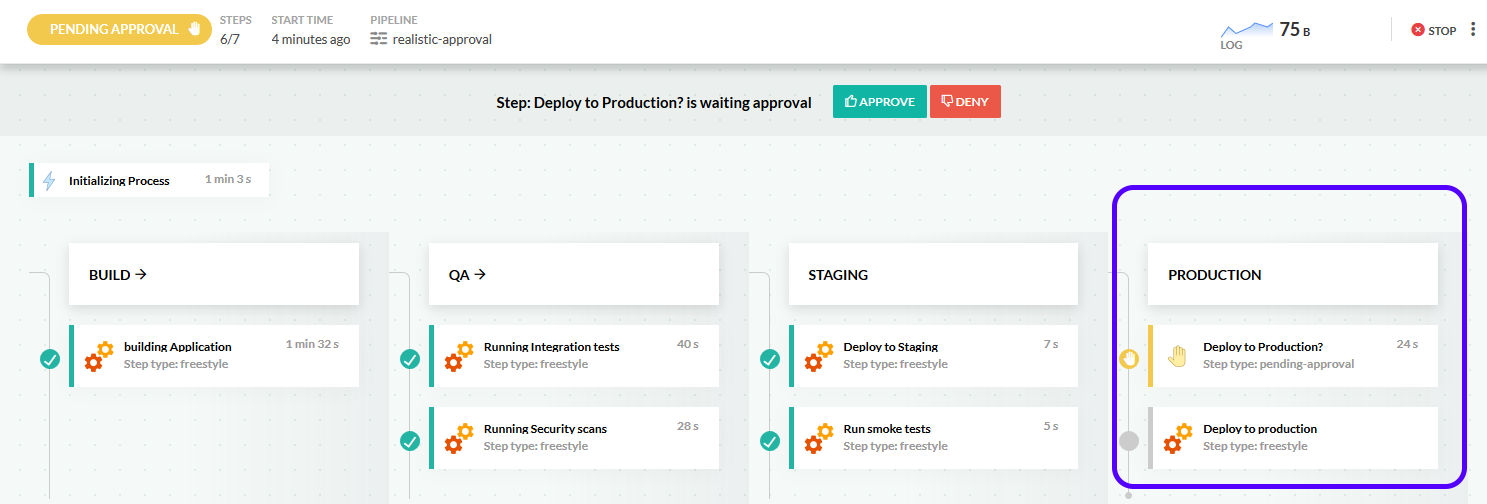 PENDING APPROVAL
STEPS
6/7
START TIME
4 minutes ago
PIPELINE
realistic-approval
LOG
75 B
STOP
Step: Deploy to Production? is waiting approval
APPROVE
DENY
Initializing Process
1 min 3 s
BUILD →
building Application
1 min 32 s
Step type: freestyle
QA →
Running Integration tests
40 s
Step type: freestyle
Running Security scans
28 s
Step type: freestyle
STAGING
Deploy to Staging
7 s
Step type: freestyle
Run smoke tests
5 s
Step type: freestyle
PRODUCTION
Deploy to Production?
24 s
Step type: pending-approval
Deploy to production
Step type: freestyle